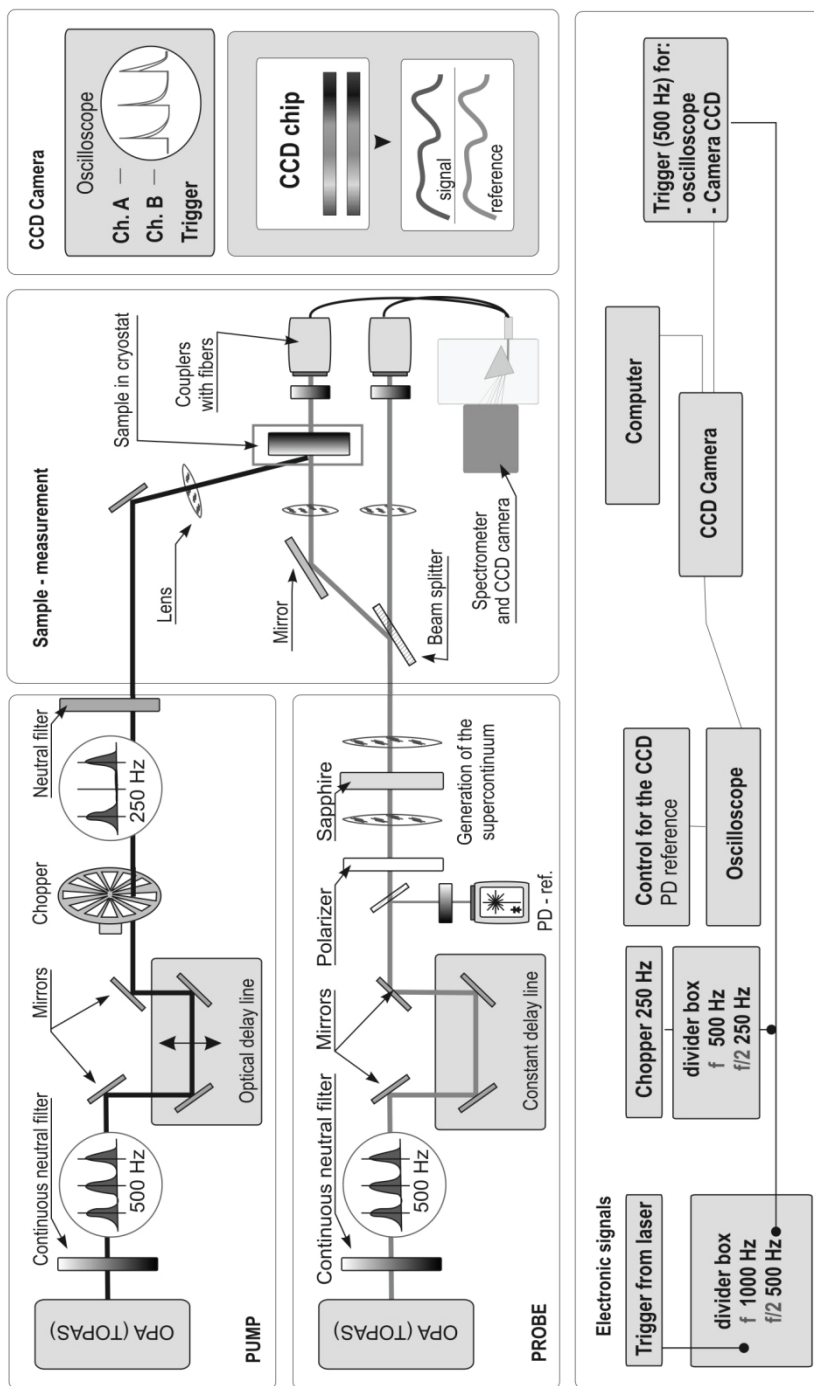 OPA (TOPAS)
PUMP
Continuous neutral filter
500 Hz
Mirrors
Optical delay line
Chopper
250 Hz
Neutral filter
OPA (TOPAS)
PROBE
Continuous neutral filter
500 Hz
Mirrors
Constant delay line
PD - ref.
Polarizer
Sapphire
Generation of the
supercontinuum
Sample - measurement
Lens
Mirror
Beam splitter
Sample in cryostat
Couplers
with fibers
Spectrometer
and CCD camera
CCD Camera
Oscilloscope
Ch. A
Ch. B
Trigger
CCD chip
signal
reference
Electronic signals
Trigger from laser
divider box
f 1000 Hz
f/2 500 Hz
Chopper 250 Hz
divider box
f 500 Hz
f/2 250 Hz
Control for the CCD
PD reference
Oscilloscope
Computer
CCD Camera
Trigger (500 Hz) for:
- oscilloscope
- Camera CCD